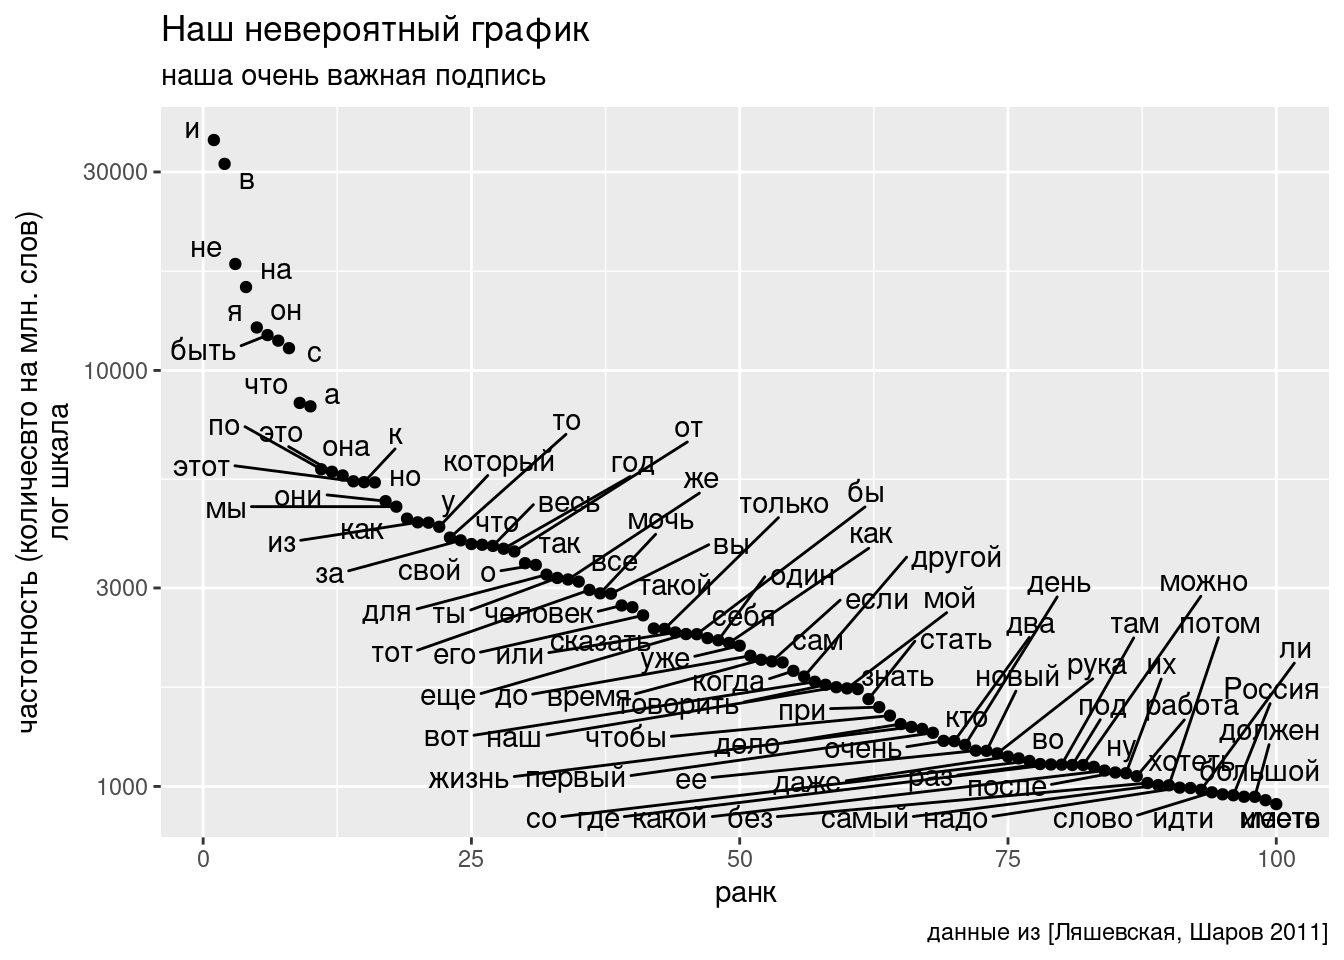 Наш невероятный график
наша очень важная подпись
частотность (количесвто на млн. слов)
лог шкала
30000
10000
3000
1000
и
в
не
на
я
он
быть
с
что
а
по
это
она
к
то
от
этот
который
год
но
же
они
мы
у
весь
только
бы
как
что
мочь
из
так
вы
как
за
свой
о
все
другой
такой
один
день
можно
для
ты
человек
себя
если
мой
там
потом
тот
его
или
сказать
уже
сам
стать
два
ли
еще
до
время
когда
знать
новый
рука
их
Россия
говорить
при
под
работа
вот
наш
чтобы
дело
очень
кто
во
ну
должен
жизнь
первый
ее
даже
раз
после
хотеть
большой
со
где
какой
без
самый
надо
слово
идти
иметь
0
25
50
75
100
ранк
данные из [Ляшевская, Шаров 2011]